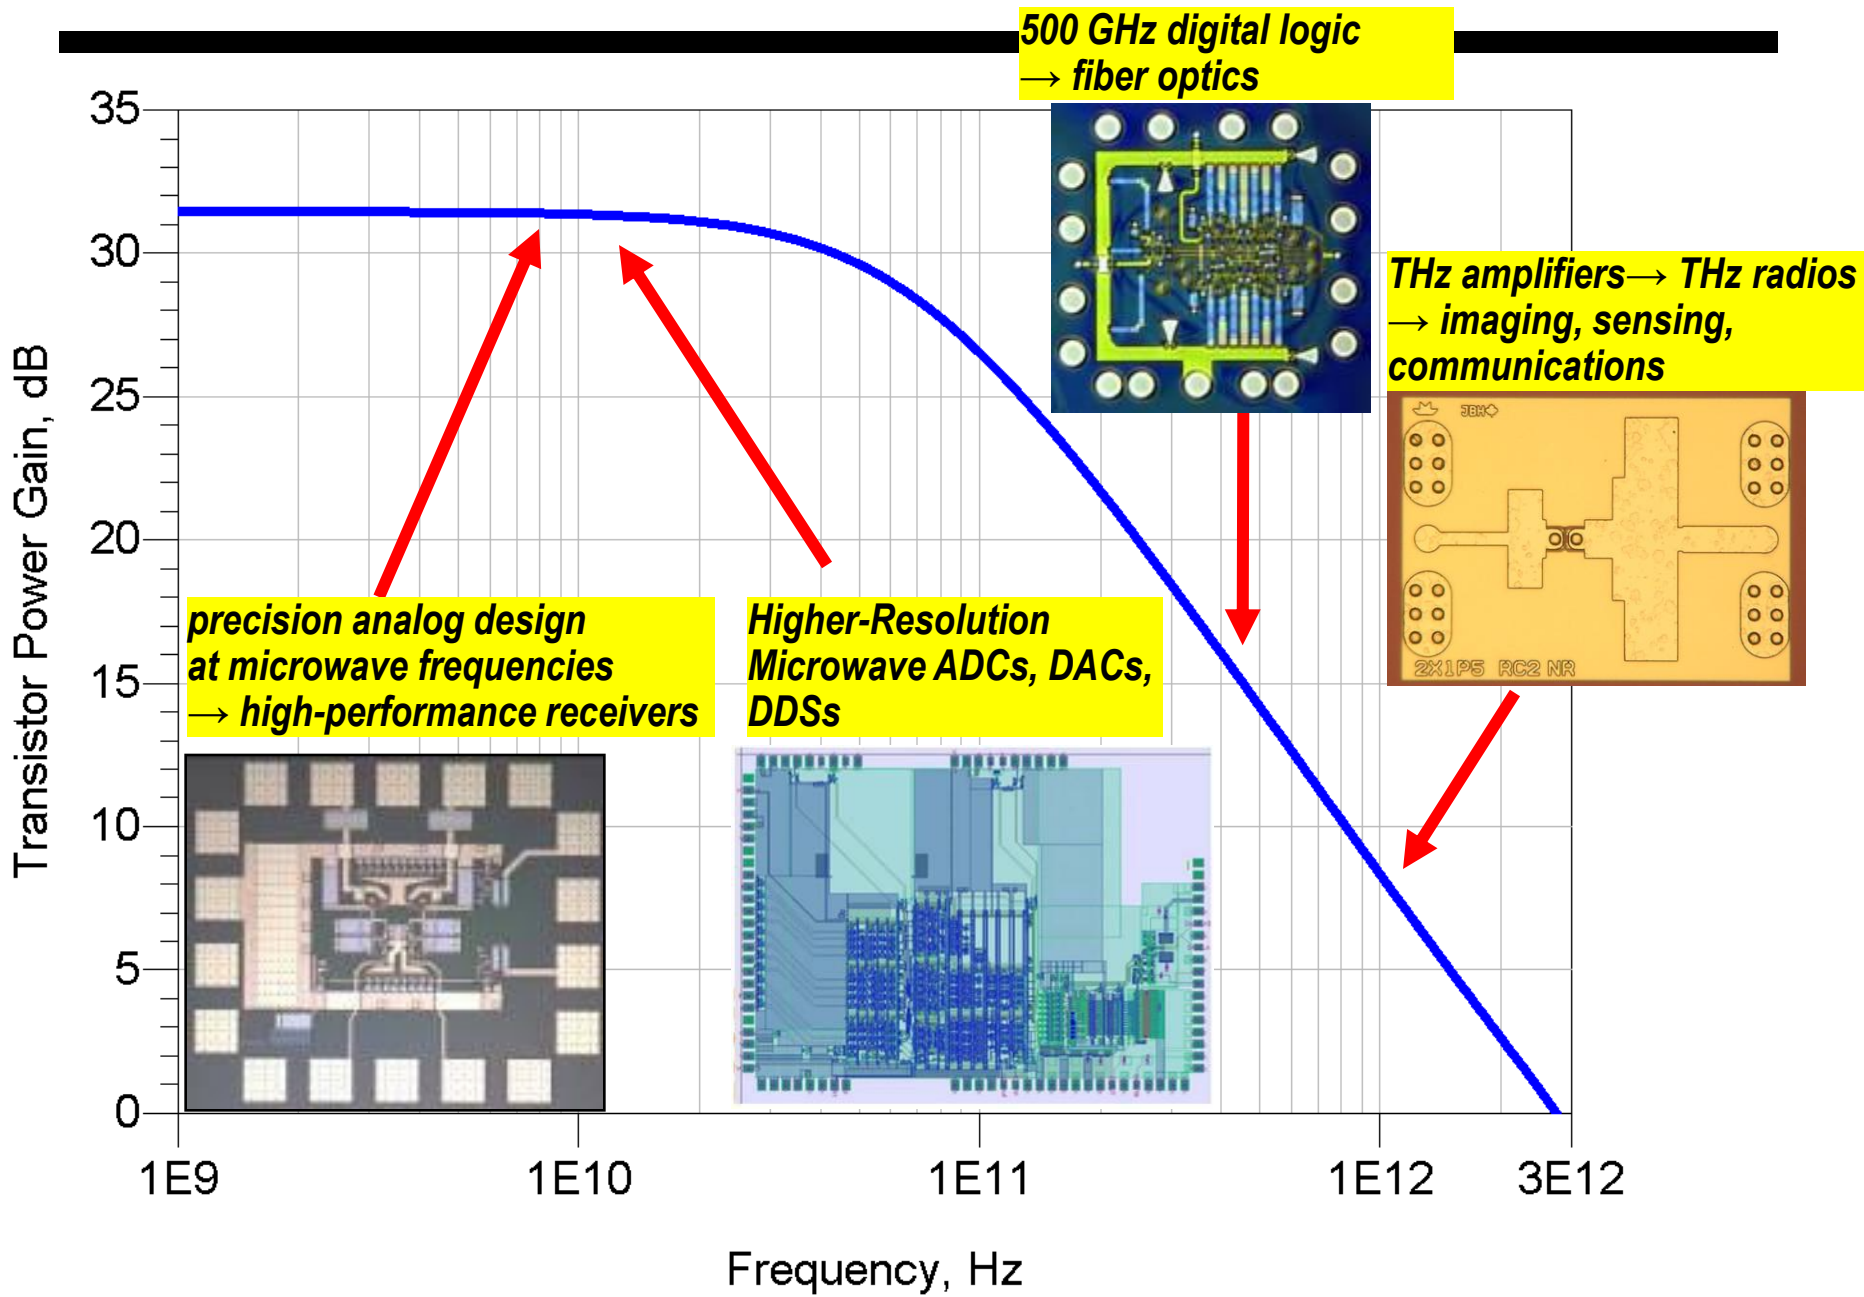 500 GHz digital logic
→ fiber optics
35
30
25
20
15
10
5
0
Transistor Power Gain, dB
THz amplifiers→ THz radios
→ imaging, sensing,
communications
JBH
2X1P5 RC2 NR
precision analog design
at microwave frequencies
→ high-performance receivers
Higher-Resolution
Microwave ADCs, DACs,
DDSs
1E9
1E10
1E11
1E12
3E12
Frequency, Hz